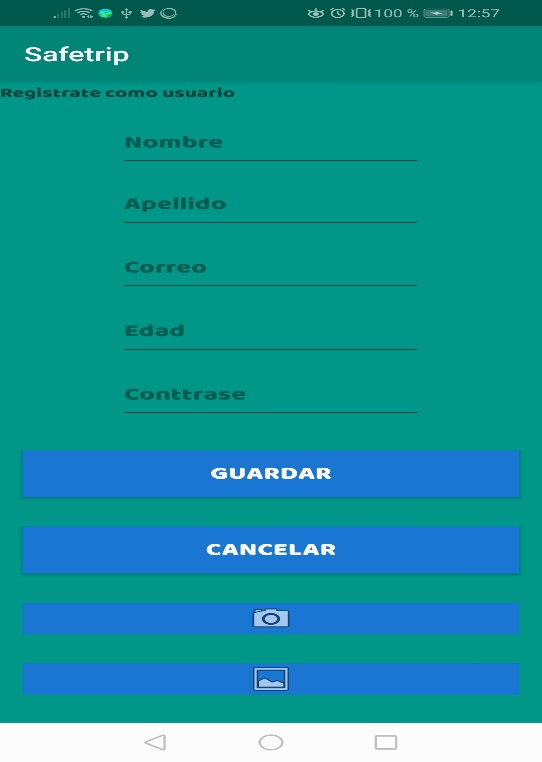 100 % 12:57
Safetrip
Registrate como usuario
Nombre
Apellido
Correo
Edad
Conttrase
GUARDAR
CANCELAR